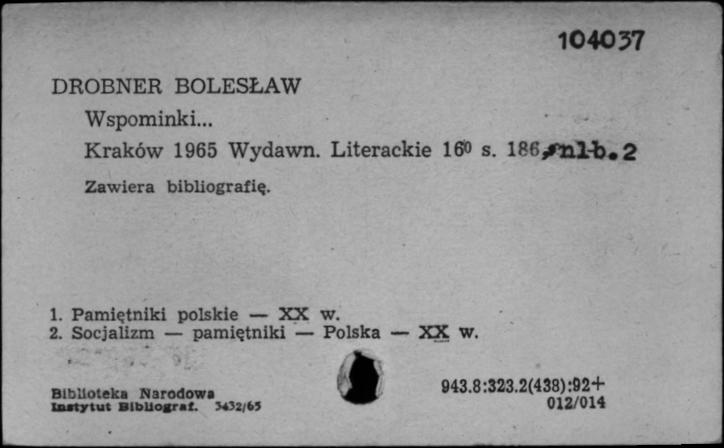 104037
DROBNER BOLESŁAW
Wspominki...
Kraków 1965 Wydawn. Literackie 16⁰ s. 186, nlb. 2
Zawiera bibliografię.
1. Pamiętniki polskie — XX w.
2. Socjalizm — pamiętniki — Polska — XX w.
Biblioteka Narodowa
Instytut Bibliograf. 3432/65
943.8:323.2(438):92+
012/014